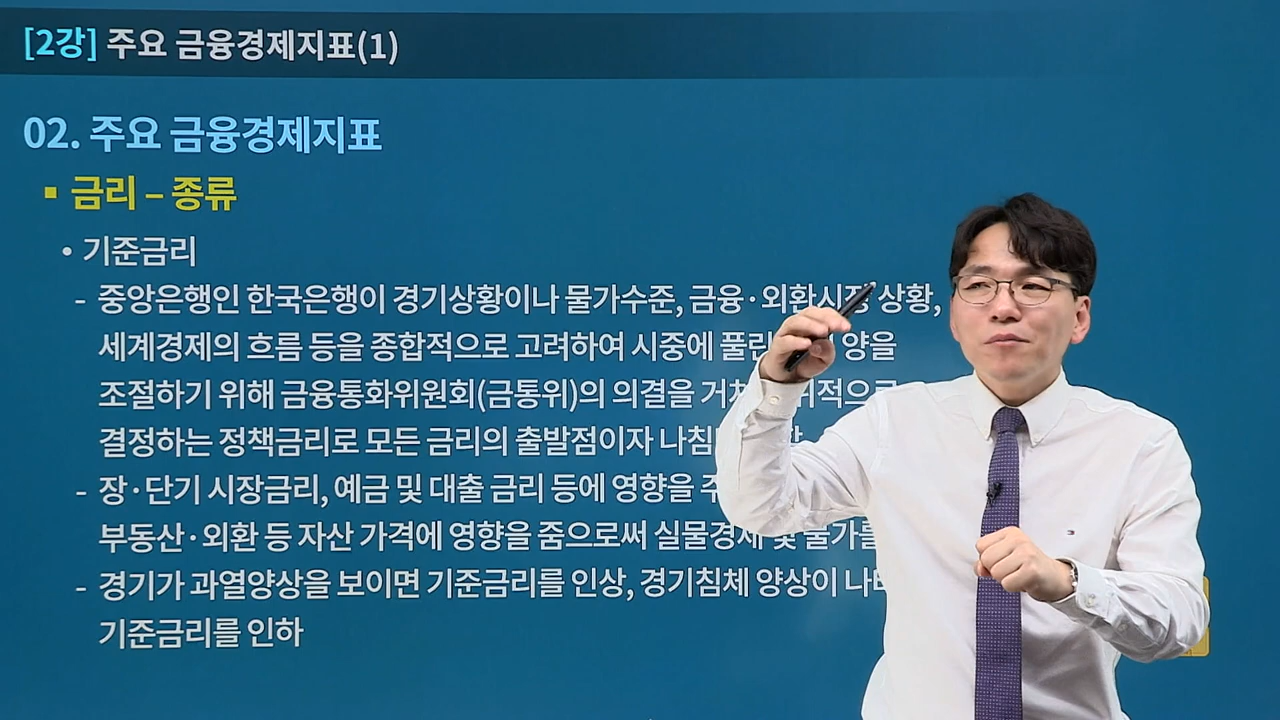 [2강] 주요 금융경제지표(1)
02. 주요 금융경제지표
▪ 금리 – 종류
• 기준금리
- 중앙은행인 한국은행이 경기상황이나 물가수준, 금융·외환시장 상황,
세계경제의 흐름 등을 종합적으로 고려하여 시중에 풀린 양을
조절하기 위해 금융통화위원회(금통위)의 의결을
결정하는 정책금리로 모든 금리의 출발점이자
- 장·단기 시장금리, 예금 및 대출 금리 등에 영향을
부동산·외환 등 자산 가격에 영향을 줌으로써 실물경제 및 물가를
- 경기가 과열양상을 보이면 기준금리를 인상, 경기침체 양상이
기준금리를 인하